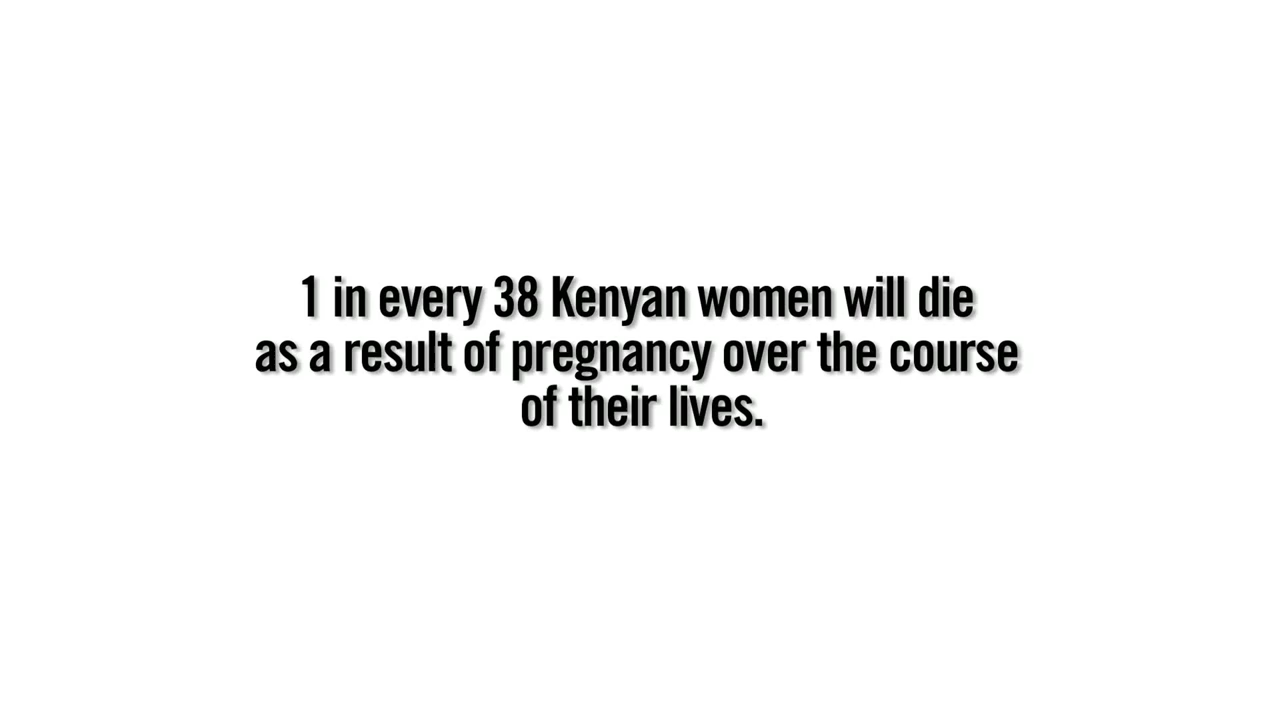 1 in every 38 Kenyan women will die
as a result of pregnancy over the course
of their lives.